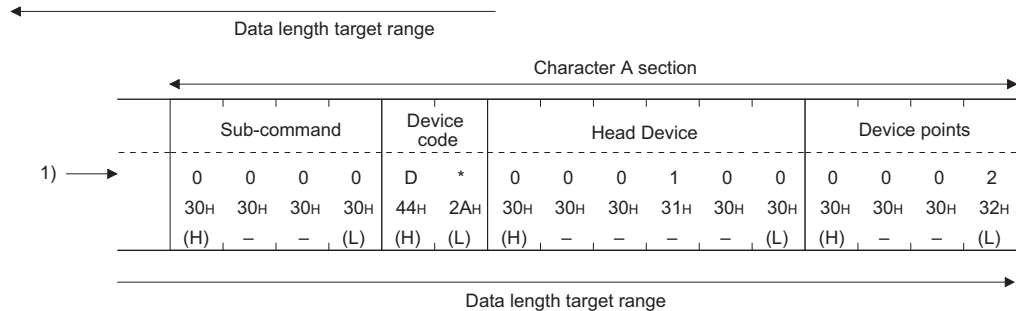 Data length target range
Character A section
Sub-command Device code Head Device Device points
1) 0 0 0 0 D * 0 0 0 1 0 0 0 0 0 2
30H 30H 30H 30H 44H 2AH 30H 30H 30H 31H 30H 30H 30H 30H 30H 32H
(H) – – (L) (H) (L) (H) – – – – (L) (H) – – (L)
Data length target range